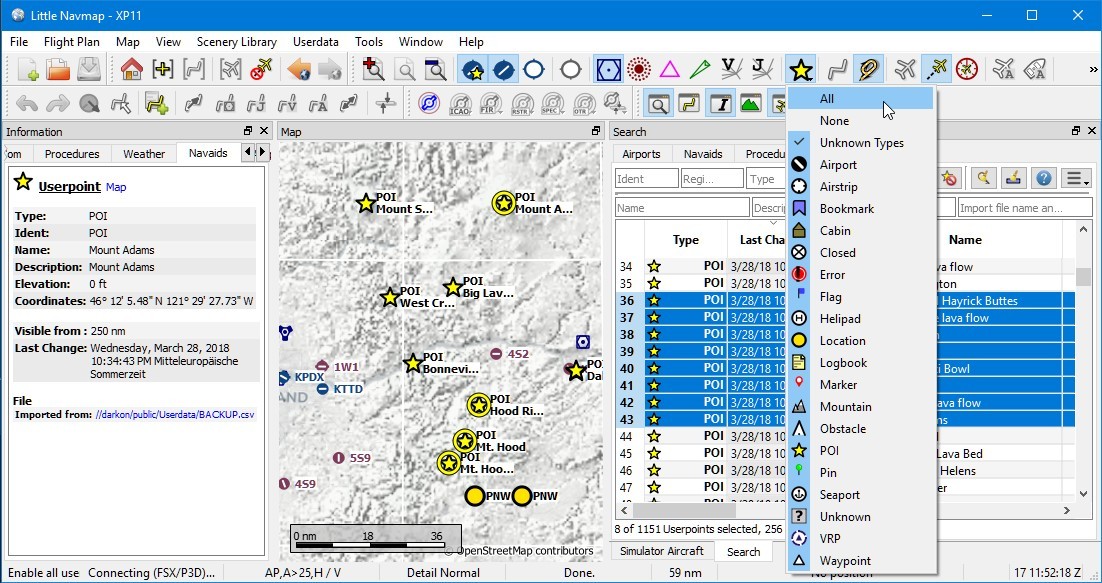 Little Navmap - XP11
File Flight Plan Map View Scenery Library Userdata Tools Window Help
ICAO FIR RSTR SPEC OTR
Information
Procedures Weather Navaids
Userpoint Map
Type: POI
Ident: POI
Name: Mount Adams
Description: Mount Adams
Elevation: 0 ft
Coordinates: 46° 12' 5.48" N 121° 29' 27.73" W
Visible from : 250 nm
Last Change: Wednesday, March 28, 2018
10:34:43 PM Mitteleuropäische
Sommerzeit
File
Imported from: //darkon/public/Userdata/BACKUP.csv
Map
POI
Mount S...
POI
Mount A...
POI
West Cr...
POI
Big Lav...
POI
Bonnevi...
4S2
POI
Da
1W1
KPDX
KTTD
AND
POI
Hood Ri...
POI
Mt. Hood
POI
Mt. Hoo...
5S9
4S9
PNW
PNW
0 nm 18 36
© OpenStreetMap contributors
Search
Airports Navaids Procedu
Ident Regi... Type
Name Descri Import file name an...
Type Last Cha Name
34 POI 3/28/18 10 va flow
35 POI 3/28/18 10 gton
36 POI 3/28/18 10 Hayrick Buttes
37 POI 3/28/18 10 e lava flow
38 POI 3/28/18 10
39 POI 3/28/18 10
40 POI 3/28/18 10 i Bowl
41 POI 3/28/18 10
42 POI 3/28/18 10 ava flow
43 POI 3/28/18 10 ns
44 POI 3/28/18 10
45 POI 3/28/18 10 Lava Bed
46 POI 3/28/18 10 Helens
47 POI 3/28/18 10 er
8 of 1151 Userpoints selected, 256
Simulator Aircraft Search
All
None
Unknown Types
Airport
Airstrip
Bookmark
Cabin
Closed
Error
Flag
Helipad
Location
Logbook
Marker
Mountain
Obstacle
POI
Pin
Seaport
Unknown
VRP
Waypoint
Enable all use Connecting (FSX/P3D)... AP,A>25,H / V Detail Normal Done. 59 nm No position 17 11:52:18 Z